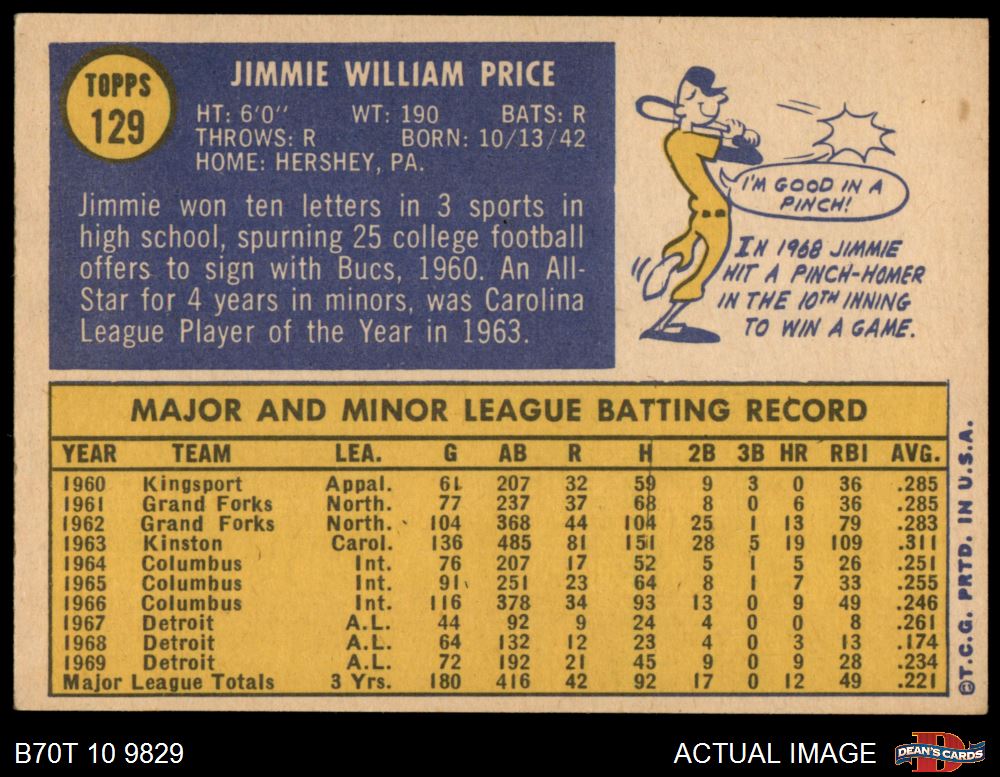 TOPPS
129
JIMMIE WILLIAM PRICE
HT: 6'0" WT: 190 BATS: R
THROWS: R BORN: 10/13/42
HOME: HERSHEY, PA.
Jimmie won ten letters in 3 sports in
high school, spurning 25 college football
offers to sign with Bucs, 1960. An All-
Star for 4 years in minors, was Carolina
League Player of the Year in 1963.
I'M GOOD IN A
PINCH!
IN 1968 JIMMIE
HIT A PINCH-HOMER
IN THE 10TH INNING
TO WIN A GAME.
MAJOR AND MINOR LEAGUE BATTING RECORD
YEAR TEAM LEA. G AB R H 2B 3B HR RBI AVG.
1960 Kingsport Appal. 61 207 32 59 9 3 0 36 .285
1961 Grand Forks North. 77 237 37 68 8 0 6 36 .285
1962 Grand Forks North. 104 368 44 104 25 1 13 79 .283
1963 Kinston Carol. 136 485 81 151 28 5 19 109 .311
1964 Columbus Int. 76 207 17 52 5 1 5 26 .251
1965 Columbus Int. 91 251 23 64 8 1 7 33 .255
1966 Columbus Int. 116 378 34 93 13 0 9 49 .246
1967 Detroit A.L. 44 92 9 24 4 0 0 8 .261
1968 Detroit A.L. 64 132 12 23 4 0 3 13 .174
1969 Detroit A.L. 72 192 21 45 9 0 9 28 .234
Major League Totals 3 Yrs. 180 416 42 92 17 0 12 49 .221
©T.C.G. PRTD. IN U.S.A.
B70T 10 9829
ACTUAL IMAGE
D
DEAN'S CARDS